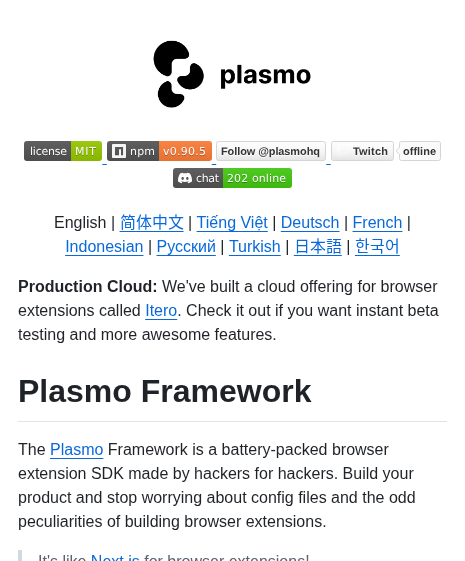 plasmo
license MIT npm v0.90.5 Follow @plasmohq Twitch offline
chat 202 online
English | 简体中文 | Tiếng Việt | Deutsch | French |
Indonesian | Русский | Turkish | 日本語 | 한국어
Production Cloud: We've built a cloud offering for browser
extensions called Itero. Check it out if you want instant beta
testing and more awesome features.
Plasmo Framework
The Plasmo Framework is a battery-packed browser
extension SDK made by hackers for hackers. Build your
product and stop worrying about config files and the odd
peculiarities of building browser extensions.
It's like Next.js for browser extensions!